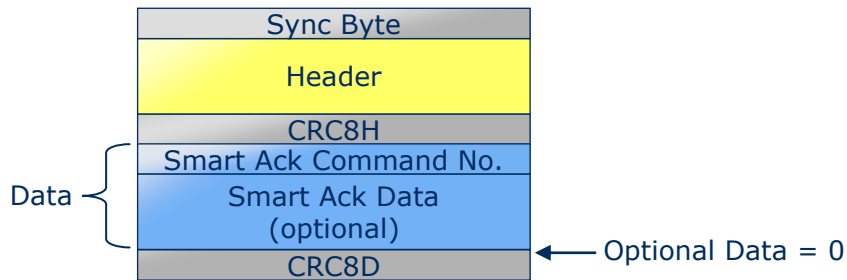 Sync Byte
Header
CRC8H
Smart Ack Command No.
Data
Smart Ack Data
(optional)
Optional Data = 0
CRC8D